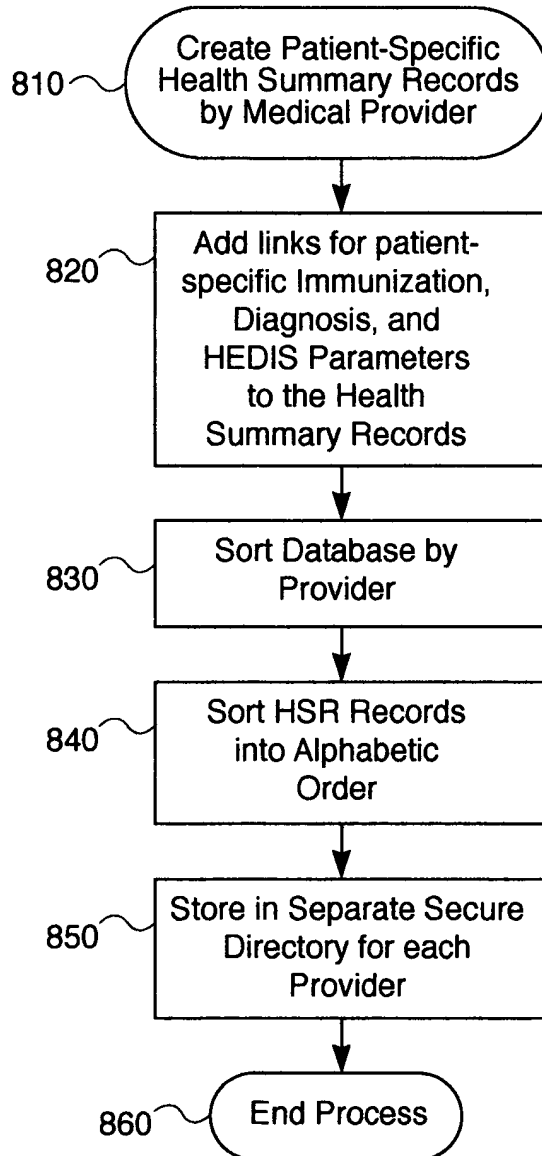 810
Create Patient-Specific
Health Summary Records
by Medical Provider
820
Add links for patient-
specific Immunization,
Diagnosis, and
HEDIS Parameters
to the Health
Summary Records
830
Sort Database by
Provider
840
Sort HSR Records
into Alphabetic
Order
850
Store in Separate Secure
Directory for each
Provider
860
End Process